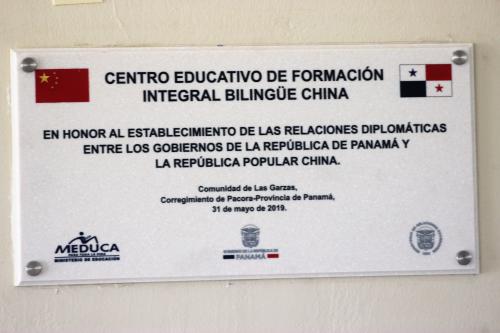 CENTRO EDUCATIVO DE FORMACIÓN
INTEGRAL BILINGÜE CHINA
EN HONOR AL ESTABLECIMIENTO DE LAS RELACIONES DIPLOMÁTICAS
ENTRE LOS GOBIERNOS DE LA REPÚBLICA DE PANAMÁ Y
LA REPÚBLICA POPULAR CHINA.
Comunidad de Las Garzas,
Corregimiento de Pacora-Provincia de Panamá,
31 de mayo de 2019.
MEDUCA
MINISTERIO DE EDUCACIÓN
PANAMÁ